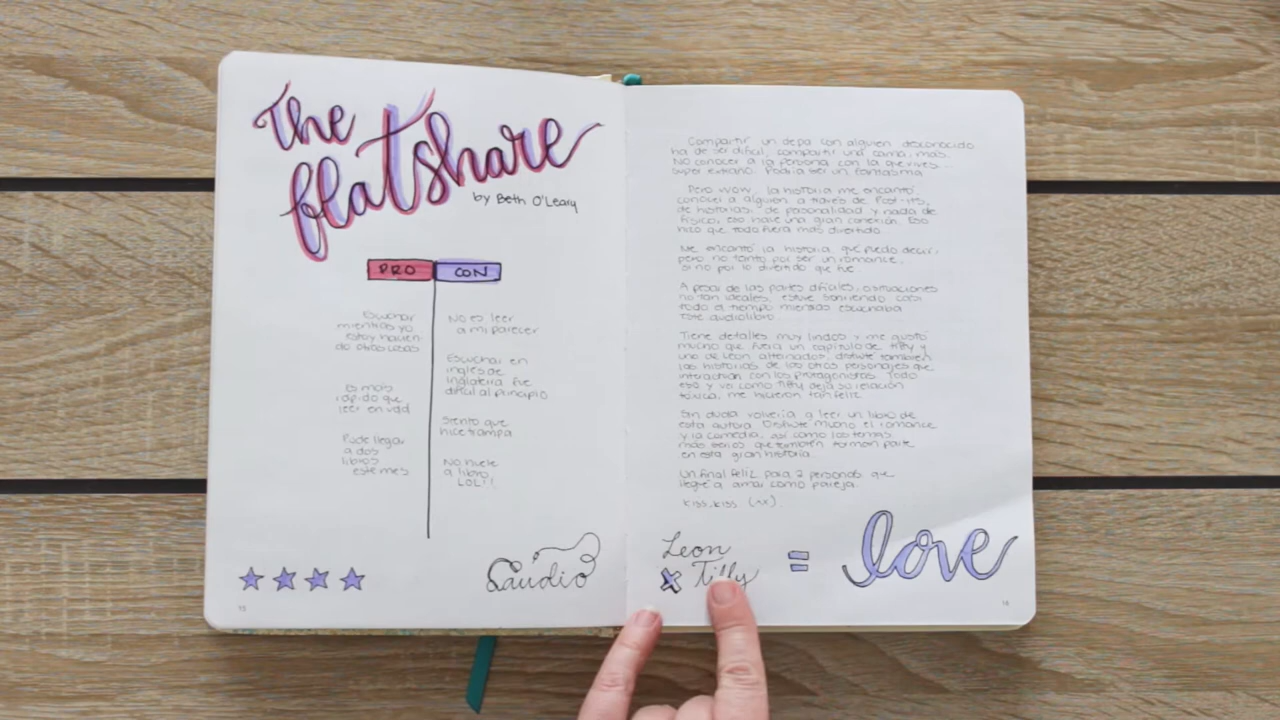 The
flatshare
by Beth O'Leary
PRO
CON
Escuchar
mientras yo
estoy hacien-
do otras cosas
Es más
rápido que
leer en vdd
Pude llegar
a dos
libros
este mes
No es leer
a mi parecer
Escuchar en
inglés de
Inglaterra fue
difícil al principio
Siento que
hice trampa
No huele
a libro
LOL!!
Audio
15
Compartir un depa con alguien desconocido
ha de ser difícil, compartir una cama, más.
No conocer a la persona con la que vives...
super extraño. Podría ser un fantasma
Pero wow, la historia me encantó.
conocer a alguien a través de Post-its,
de historias, de personalidad y nada de
físico, eso hace una gran conexión. Eso
hizo que todo fuera más divertido.
Me encantó la historia que puedo decir,
pero no tanto por ser un romance.
si no por lo divertido que fue.
A pesar de las partes difíciles, o situaciones
no tan ideales, estuve sonriendo casi
todo el tiempo mientras escuchaba
este audiolibro.
Tiene detalles muy lindos y me gustó
mucho que fuera un capítulo de Tiffy y
uno de Leon alternados, disfruté también
las historias de los otros personajes que
interactúan con los protagonistas. Todo
eso y ver como Tiffy deja su relación
tóxica, me hicieron tan feliz.
Sin duda volvería a leer un libro de
esta autora. Disfruté mucho el romance
y la comedia, así como los temas
más serios que también forman parte
en esta gran historia.
Un final feliz para 2 personas que
llegué a amar como pareja.
kiss, kiss. (xx).
Leon
x Tiffy = love
16